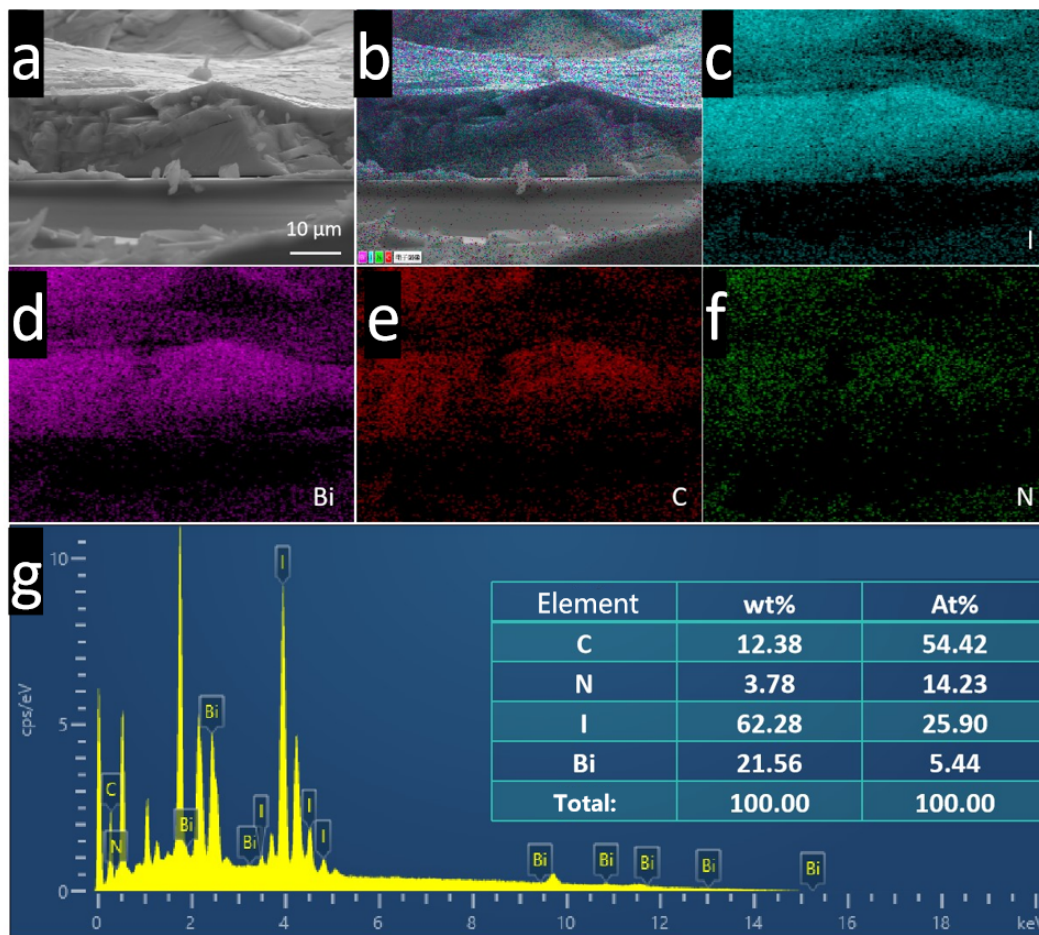 a
b
c
10 µm
I
d
e
f
Bi
C
N
g
10
5
0
cps/eV
C
N
Bi
Bi
Bi
I
I
I
I
Bi
Bi
Bi
Bi
Bi
0 2 4 6 8 10 12 14 16 18 keV
Element wt% At%
C 12.38 54.42
N 3.78 14.23
I 62.28 25.90
Bi 21.56 5.44
Total: 100.00 100.00